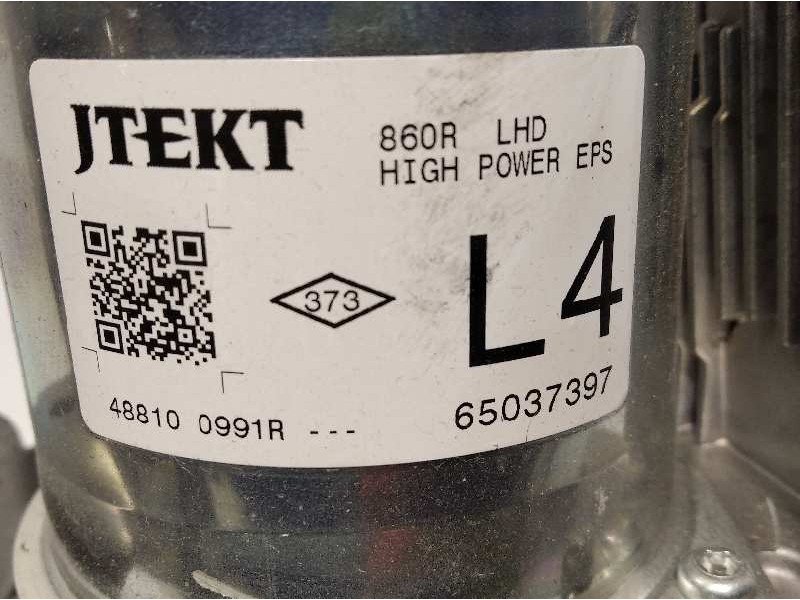 JTEKT
860R LHD
HIGH POWER EPS
373
L4
48810 0991R ---
65037397